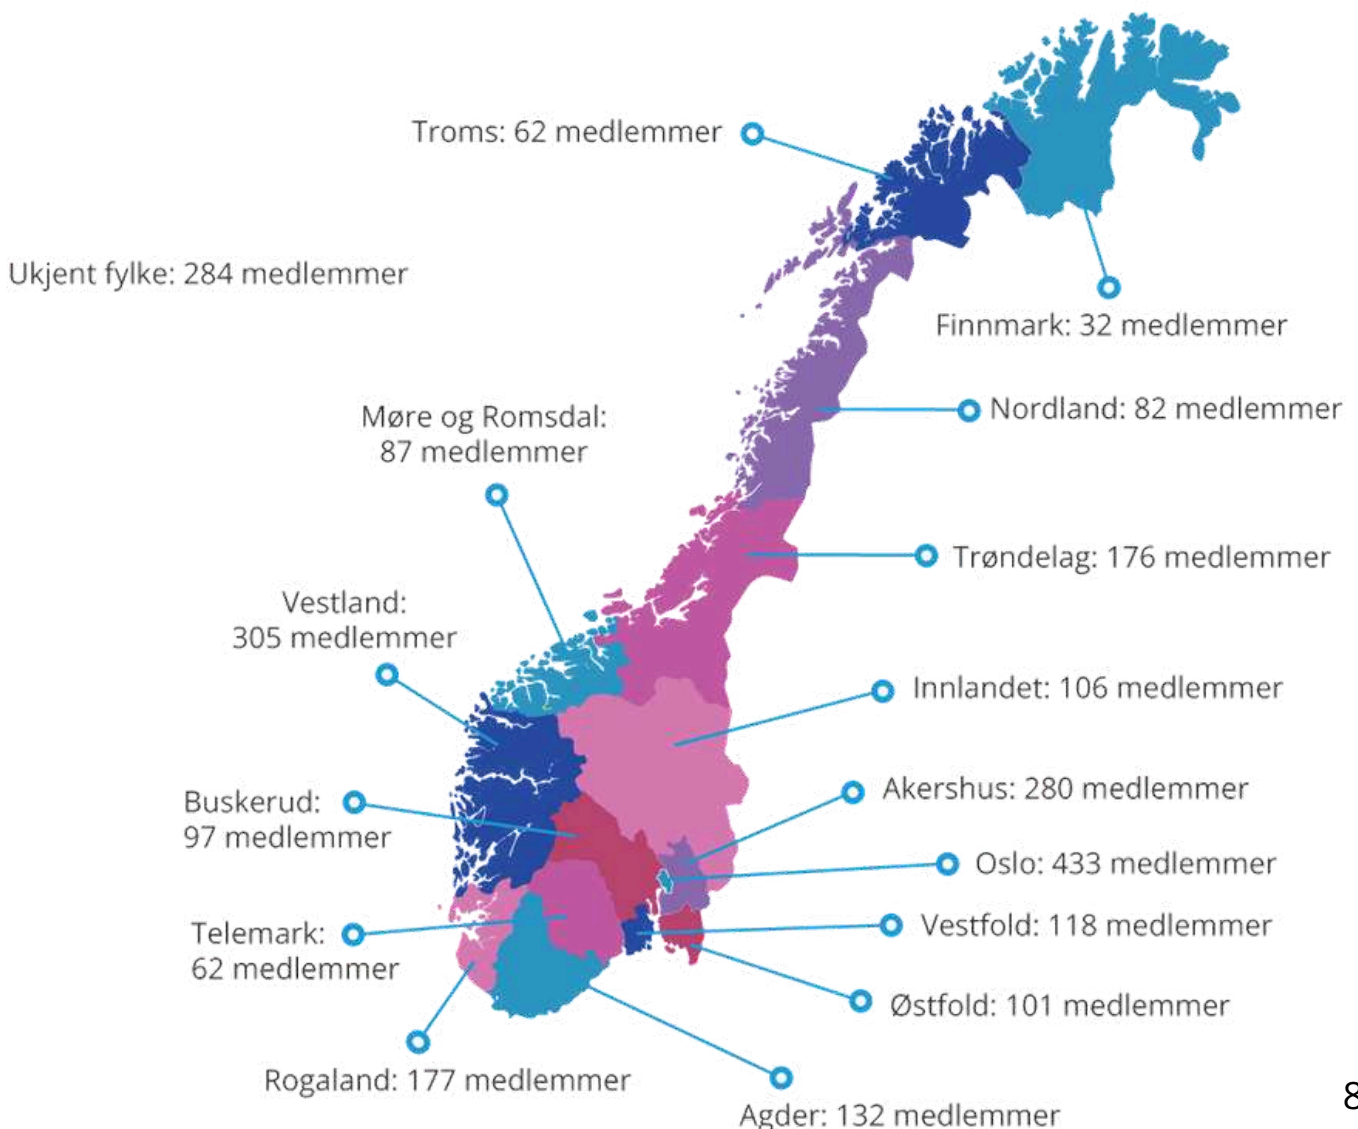 Troms: 62 medlemmer
Ukjent fylke: 284 medlemmer
Finnmark: 32 medlemmer
Møre og Romsdal:
87 medlemmer
Nordland: 82 medlemmer
Trøndelag: 176 medlemmer
Vestland:
305 medlemmer
Innlandet: 106 medlemmer
Buskerud:
97 medlemmer
Akershus: 280 medlemmer
Oslo: 433 medlemmer
Telemark:
62 medlemmer
Vestfold: 118 medlemmer
Østfold: 101 medlemmer
Rogaland: 177 medlemmer
Agder: 132 medlemmer
8